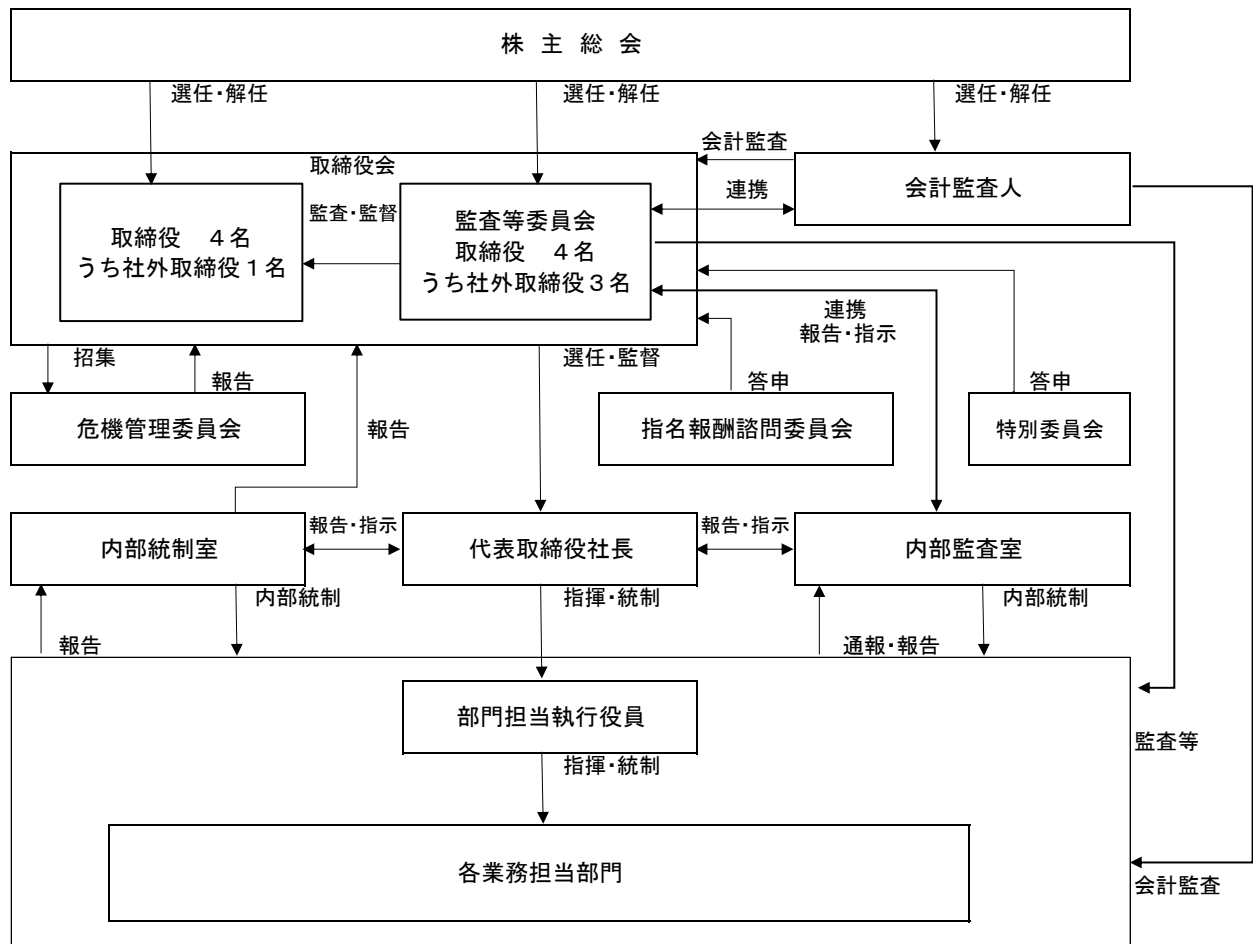 株 主 総 会
選任・解任
選任・解任
選任・解任
取締役会
会計監査
会計監査人
監査・監督
監査等委員会
連携
取締役 ４名
取締役 ４名
うち社外取締役１名
うち社外取締役３名
連携
報告・指示
招集
報告
選任・監督
答申
答申
危機管理委員会
報告
指名報酬諮問委員会
特別委員会
内部統制室
報告・指示
代表取締役社長
報告・指示
内部監査室
内部統制
指揮・統制
内部統制
報告
通報・報告
部門担当執行役員
監査等
指揮・統制
各業務担当部門
会計監査